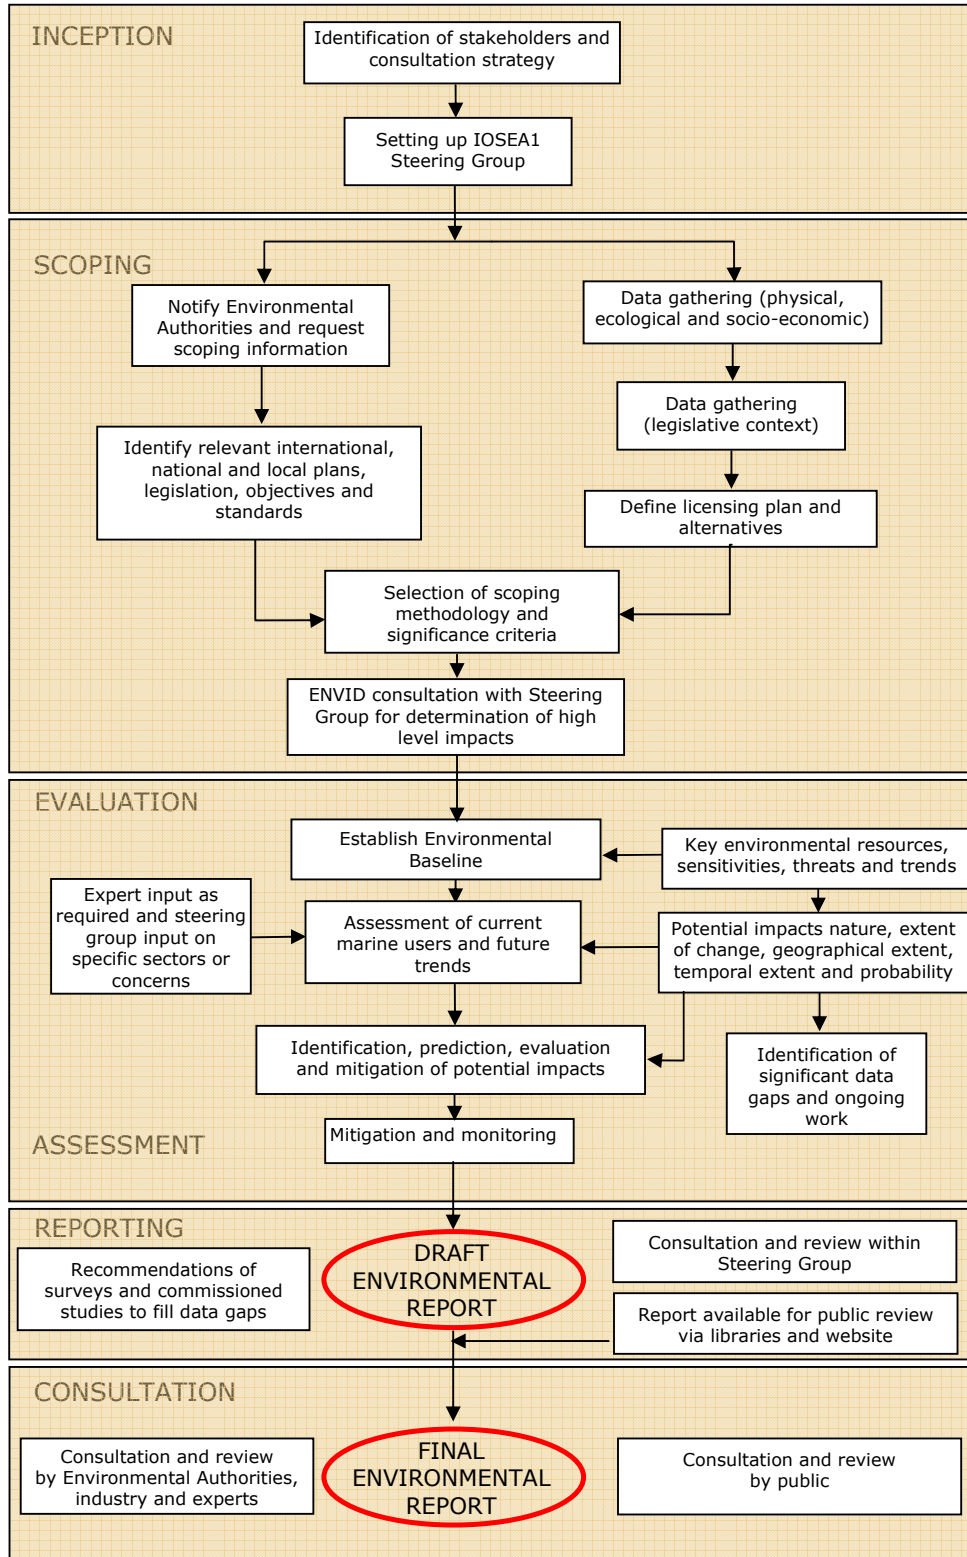 INCEPTION
Identification of stakeholders and
consultation strategy
Setting up IOSEA1
Steering Group
SCOPING
Notify Environmental
Authorities and request
scoping information
Data gathering (physical,
ecological and socio-economic)
Identify relevant international,
national and local plans,
legislation, objectives and
standards
Data gathering
(legislative context)
Define licensing plan and
alternatives
Selection of scoping
methodology and
significance criteria
ENVID consultation with Steering
Group for determination of high
level impacts
EVALUATION
Establish Environmental
Baseline
Key environmental resources,
sensitivities, threats and trends
Expert input as
required and steering
group input on
specific sectors or
concerns
Assessment of current
marine users and future
trends
Potential impacts nature, extent
of change, geographical extent,
temporal extent and probability
Identification, prediction, evaluation
and mitigation of potential impacts
Identification of
significant data
gaps and ongoing
work
Mitigation and monitoring
ASSESSMENT
REPORTING
Recommendations of
surveys and commissioned
studies to fill data gaps
DRAFT
ENVIRONMENTAL
REPORT
Consultation and review within
Steering Group
Report available for public review
via libraries and website
CONSULTATION
Consultation and review
by Environmental Authorities,
industry and experts
FINAL
ENVIRONMENTAL
REPORT
Consultation and review
by public